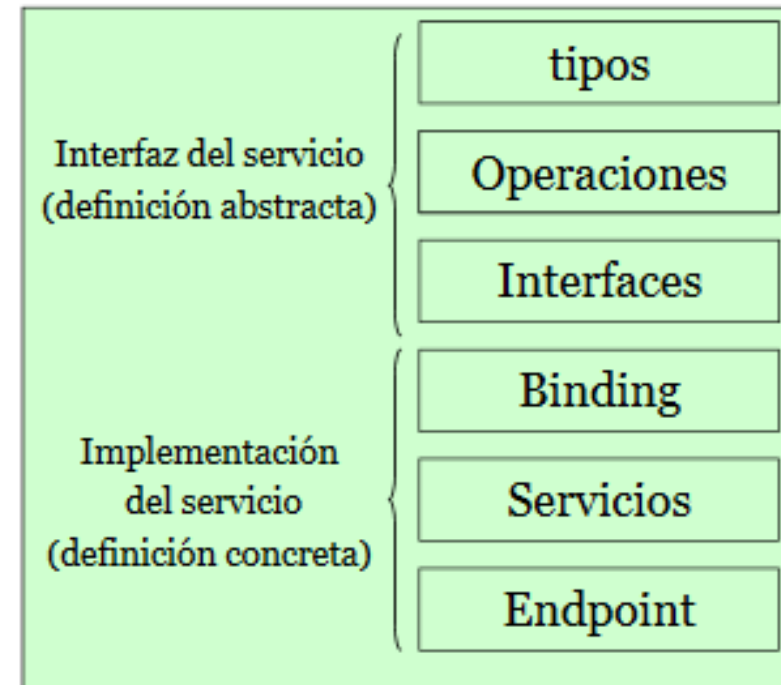 tipos
Interfaz del servicio
(definición abstracta)
Operaciones
Interfaces
Binding
Implementación
del servicio
(definición concreta)
Servicios
Endpoint